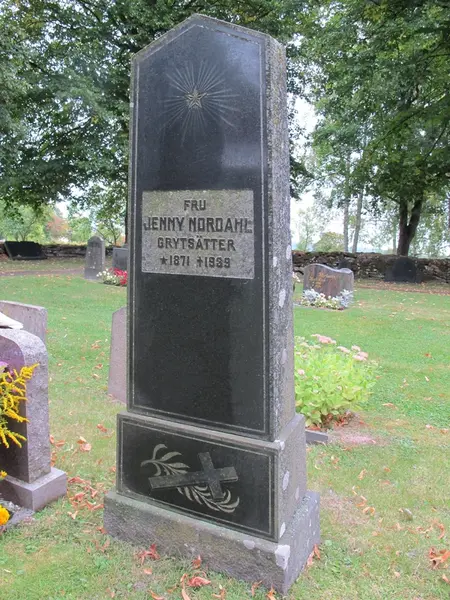 FRU
JENNY NORDAHL
GRYTSÄTTER
★1871 ✝1939